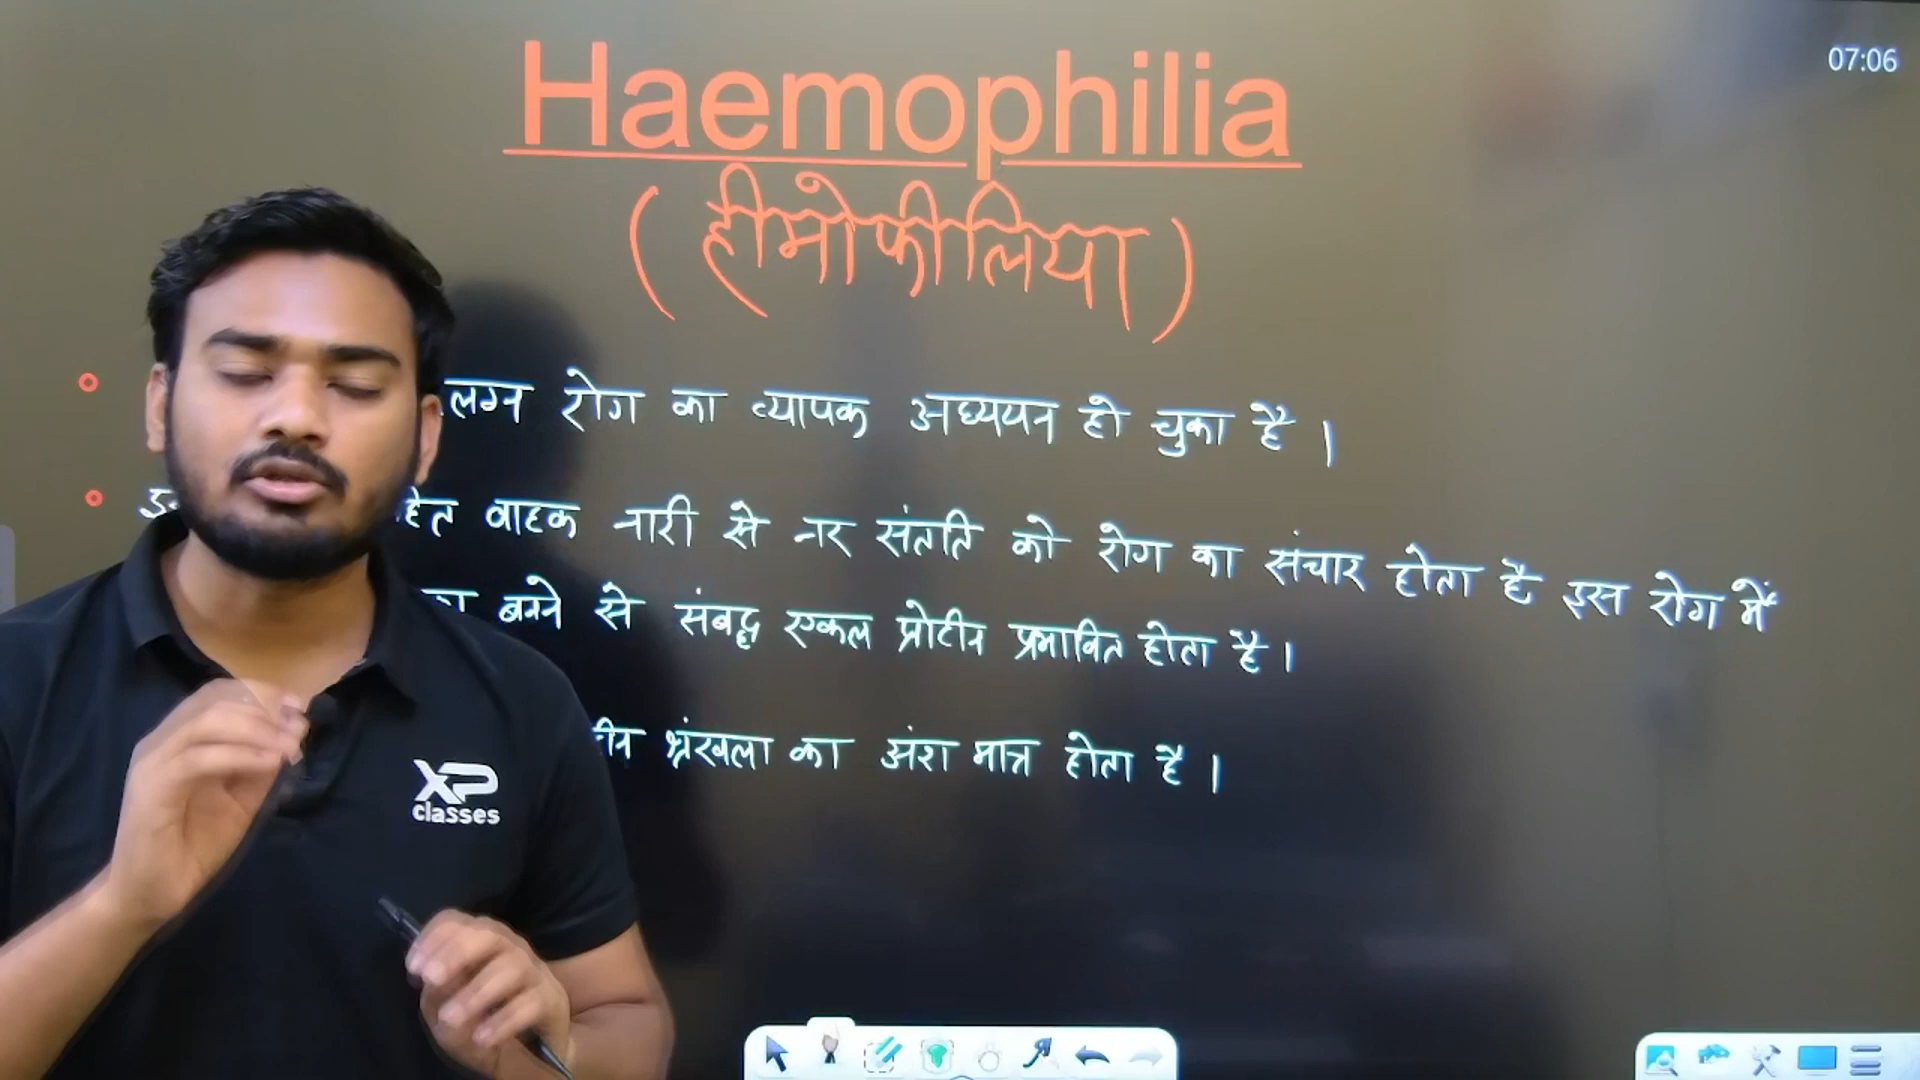 Haemophilia
07:06
(हीमोफीलिया)
लग्न रोग का व्यापक अध्ययन हो चुका है।
वाहक नारी से नर संतति को रोग का संचार होता है इस रोग में
का बनने से संबद्ध एकल प्रोटीन प्रभावित होता है।
श्रंखला का अंश मात्र होता है।
XP
classes